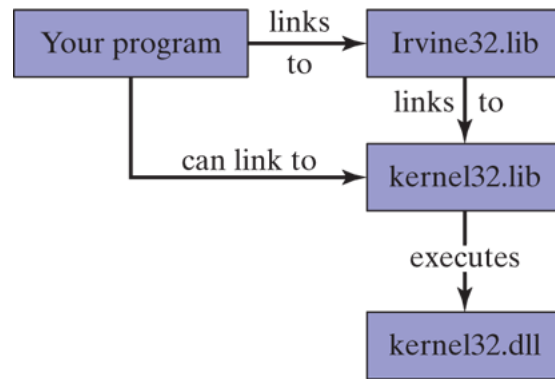 Your program
links
to
Irvine32.lib
links to
can link to
kernel32.lib
executes
kernel32.dll